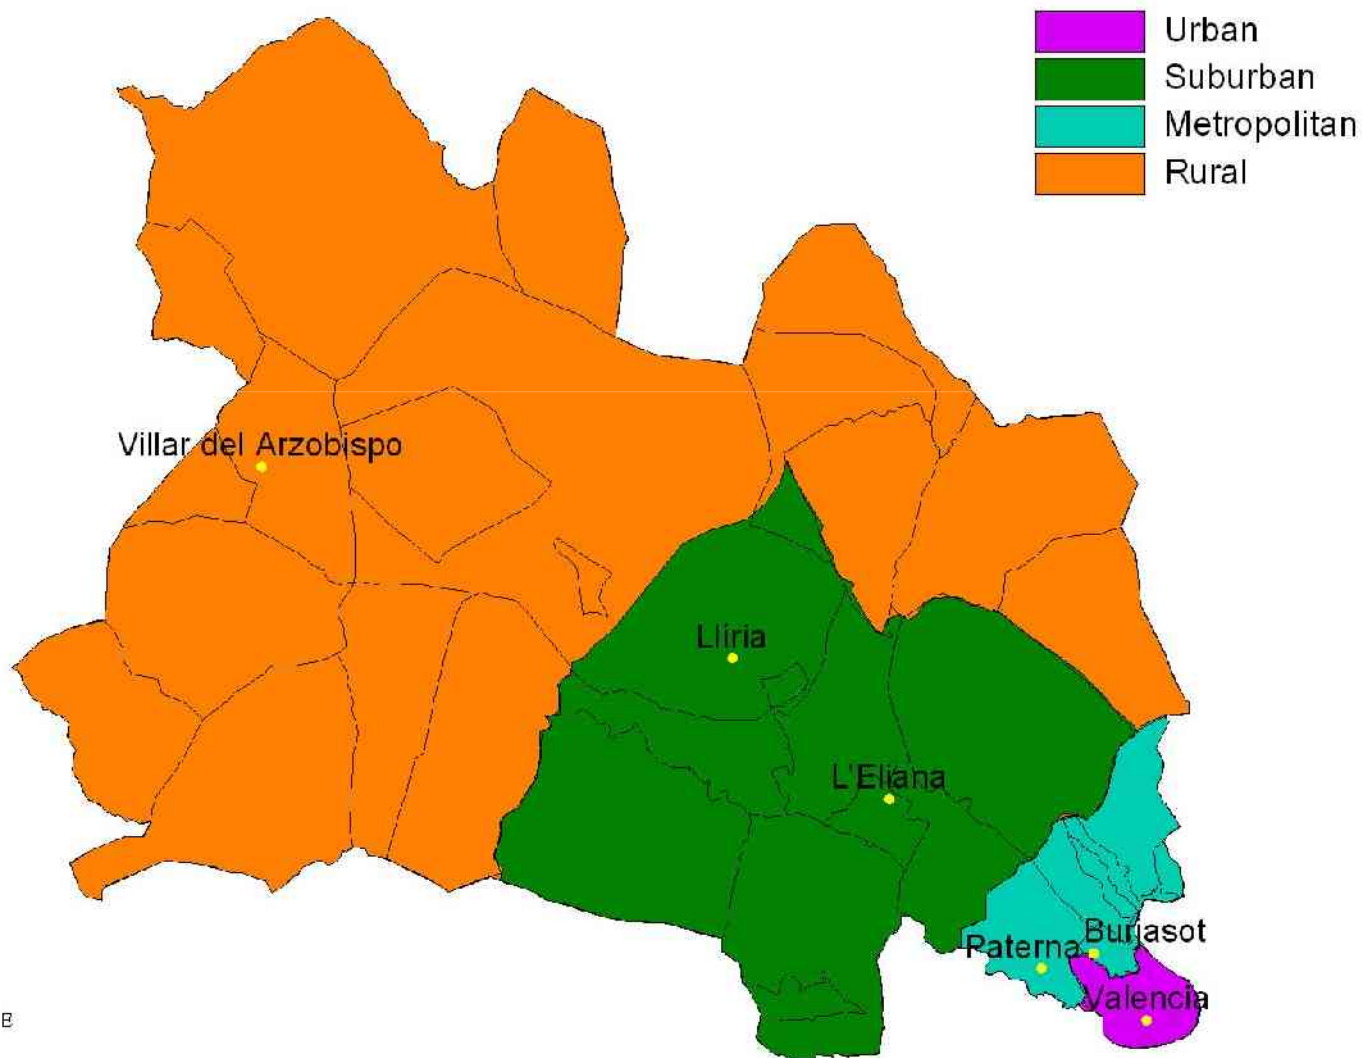 Urban
Suburban
Metropolitan
Rural
Villar del Arzobispo
Llíria
L'Eliana
Burjasot
Paterna
Valencia
E